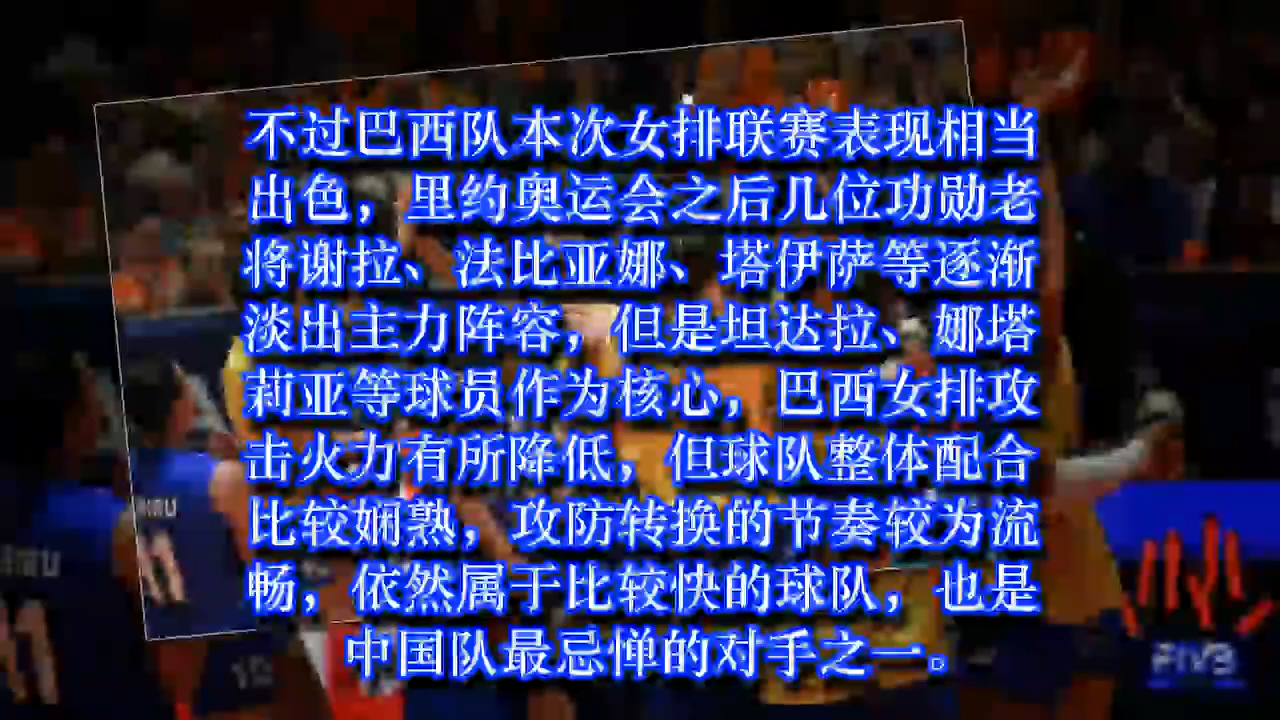 不过巴西队本次女排联赛表现相当
出色，里约奥运会之后几位功勋老
将谢拉、法比亚娜、塔伊萨等逐渐
淡出主力阵容，但是坦达拉、娜塔
莉亚等球员作为核心，巴西女排攻
击火力有所降低，但球队整体配合
比较娴熟，攻防转换的节奏较为流
畅，依然属于比较快的球队，也是
中国队最忌惮的对手之一。
11
11
FIVB